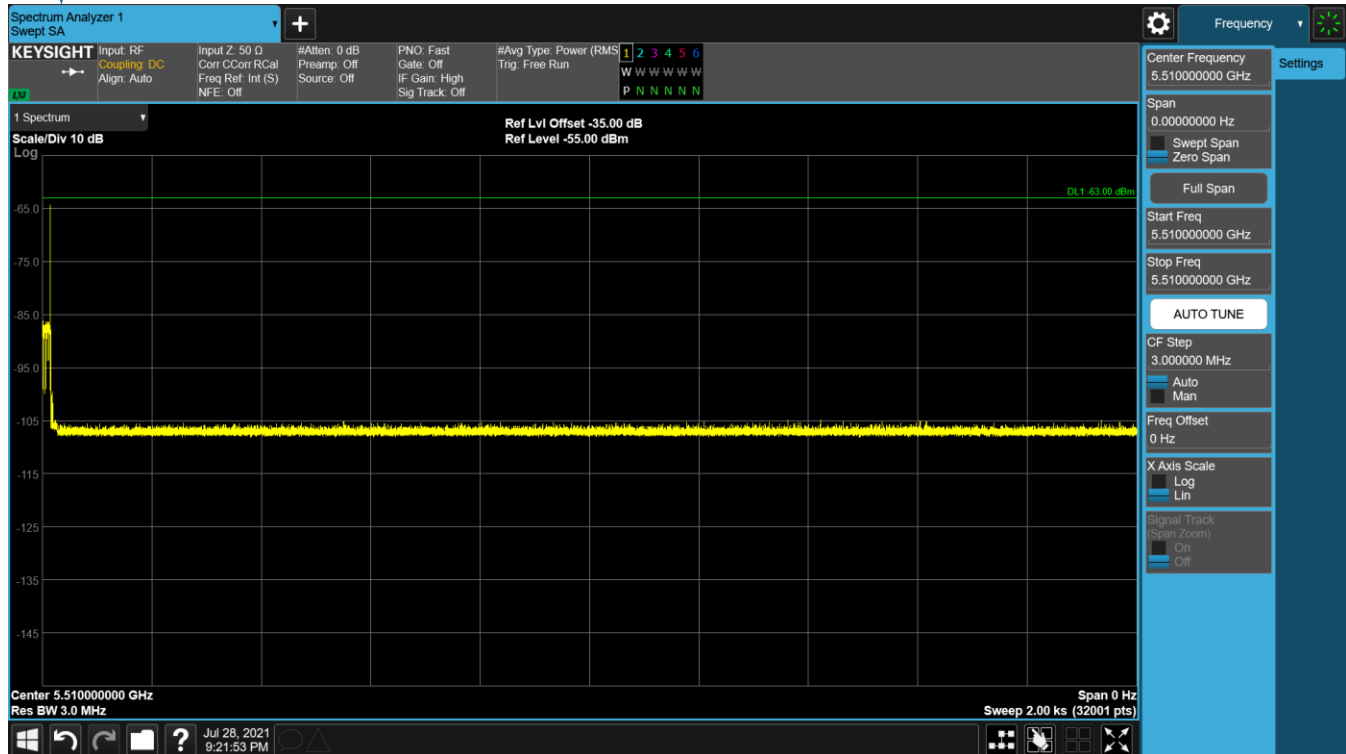 Spectrum Analyzer 1
Swept SA
Frequency
KEYSIGHT
LXI
Input: RF
Coupling: DC
Align: Auto
Input Z: 50 Ω
Corr CCorr RCal
Freq Ref: Int (S)
NFE: Off
#Atten: 0 dB
Preamp: Off
Source: Off
PNO: Fast
Gate: Off
IF Gain: High
Sig Track: Off
#Avg Type: Power (RMS
Trig: Free Run
1 2 3 4 5 6
W W W W W W
P N N N N N
1 Spectrum
Scale/Div 10 dB
Log
Ref Lvl Offset -35.00 dB
Ref Level -55.00 dBm
DL1 -63.00 dBm
-65.0
-75.0
-85.0
-95.0
-105
-115
-125
-135
-145
Center 5.510000000 GHz
Res BW 3.0 MHz
Span 0 Hz
Sweep 2.00 ks (32001 pts)
Center Frequency
5.510000000 GHz
Settings
Span
0.00000000 Hz
Swept Span
Zero Span
Full Span
Start Freq
5.510000000 GHz
Stop Freq
5.510000000 GHz
AUTO TUNE
CF Step
3.000000 MHz
Auto
Man
Freq Offset
0 Hz
X Axis Scale
Log
Lin
Signal Track
(Span Zoom)
On
Off
?
Jul 28, 2021
9:21:53 PM